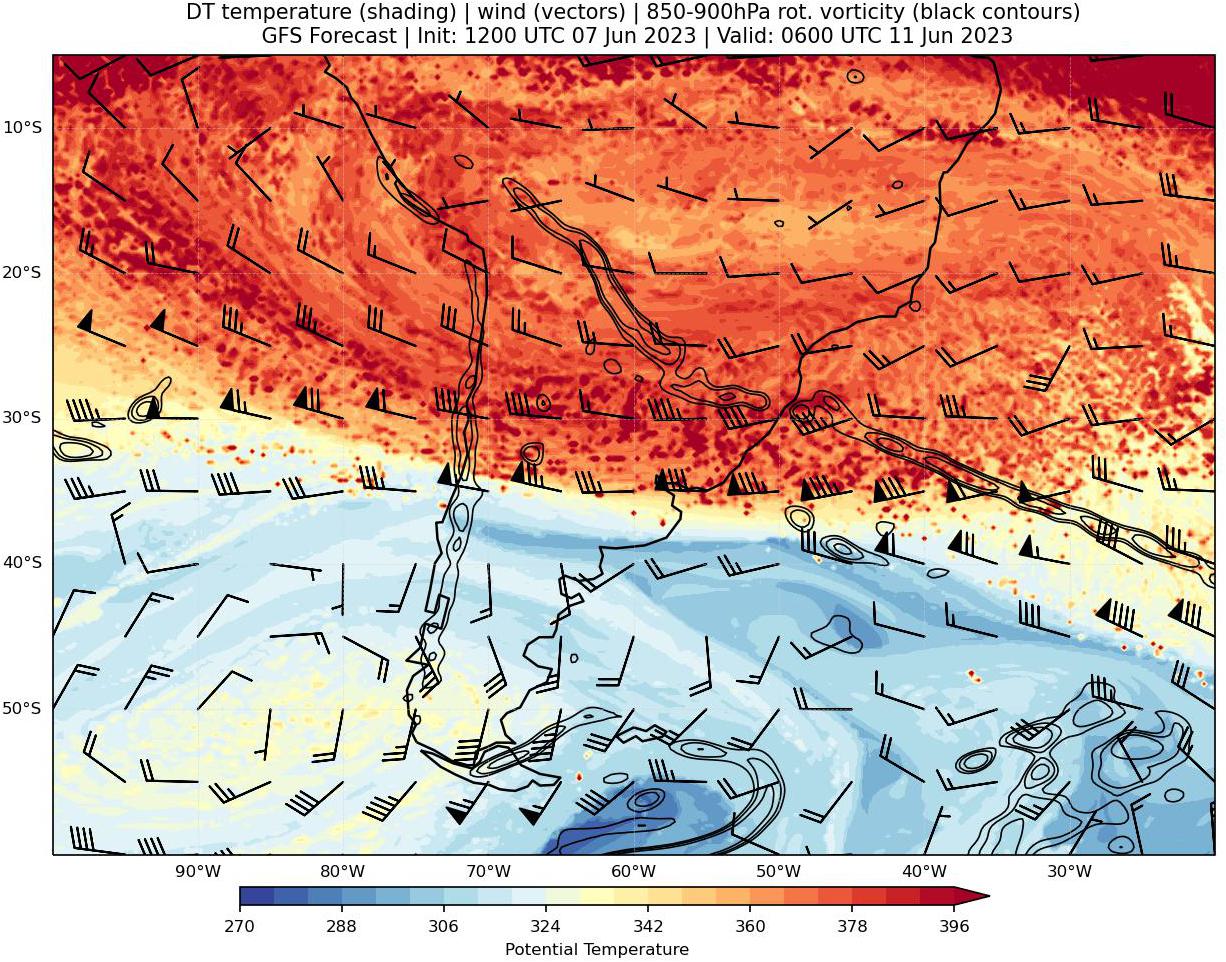 DT temperature (shading) | wind (vectors) | 850-900hPa rot. vorticity (black contours)
GFS Forecast | Init: 1200 UTC 07 Jun 2023 | Valid: 0600 UTC 11 Jun 2023
10°S
20°S
30°S
40°S
50°S
90°W 80°W 70°W 60°W 50°W 40°W 30°W
270 288 306 324 342 360 378 396
Potential Temperature